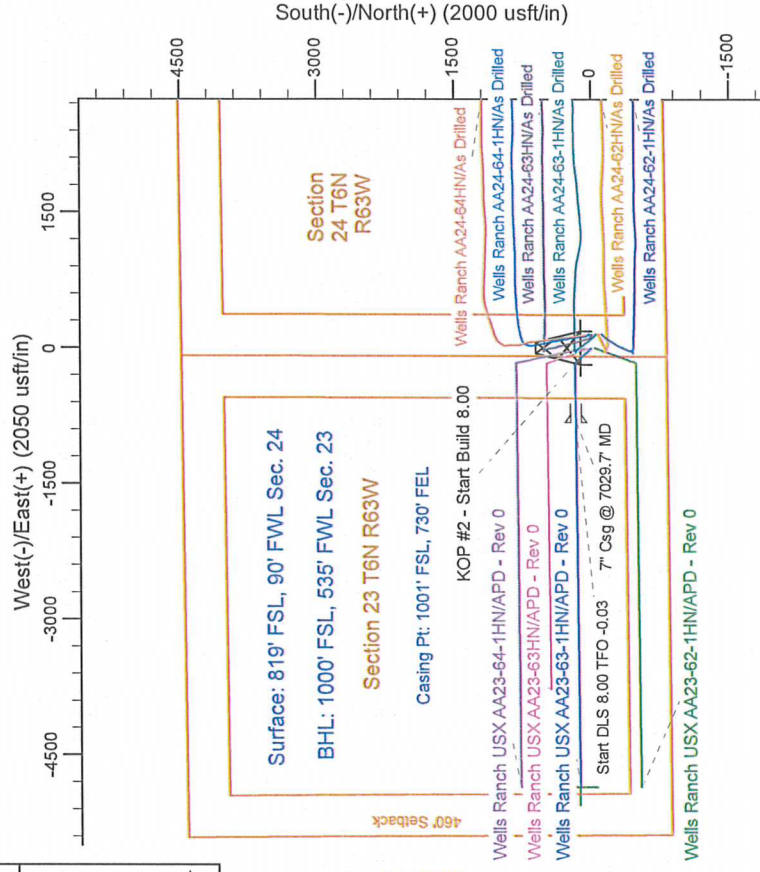 South(-)/North(+) (2000 usft/in)
4500
3000
1500
-0
-1500
West(-)/East(+) (2050 usft/in)
1500
0
-1500
-3000
-4500
Section
24 T6N
R63W
Wells Ranch AA24-64HN/As Drilled
Wells Ranch AA24-64-1HN/As Drilled
Wells Ranch AA24-63HN/As Drilled
Wells Ranch AA24-63-1HN/As Drilled
Wells Ranch AA24-62HN/As Drilled
Wells Ranch AA24-62-1HN/As Drilled
Surface: 819' FSL, 90' FWL Sec. 24
BHL: 1000' FSL, 535' FWL Sec. 23
Section 23 T6N R63W
Casing Pt: 1001' FSL, 730' FEL
KOP #2 - Start Build 8.00
Wells Ranch USX AA23-64-1HN/APD - Rev 0
Wells Ranch USX AA23-63HN/APD - Rev 0
Wells Ranch USX AA23-63-1HN/APD - Rev 0
Start DLS 8.00 TFO -0.03
7" Csg @ 7029.7' MD
Wells Ranch USX AA23-62-1HN/APD - Rev 0
460' Setback